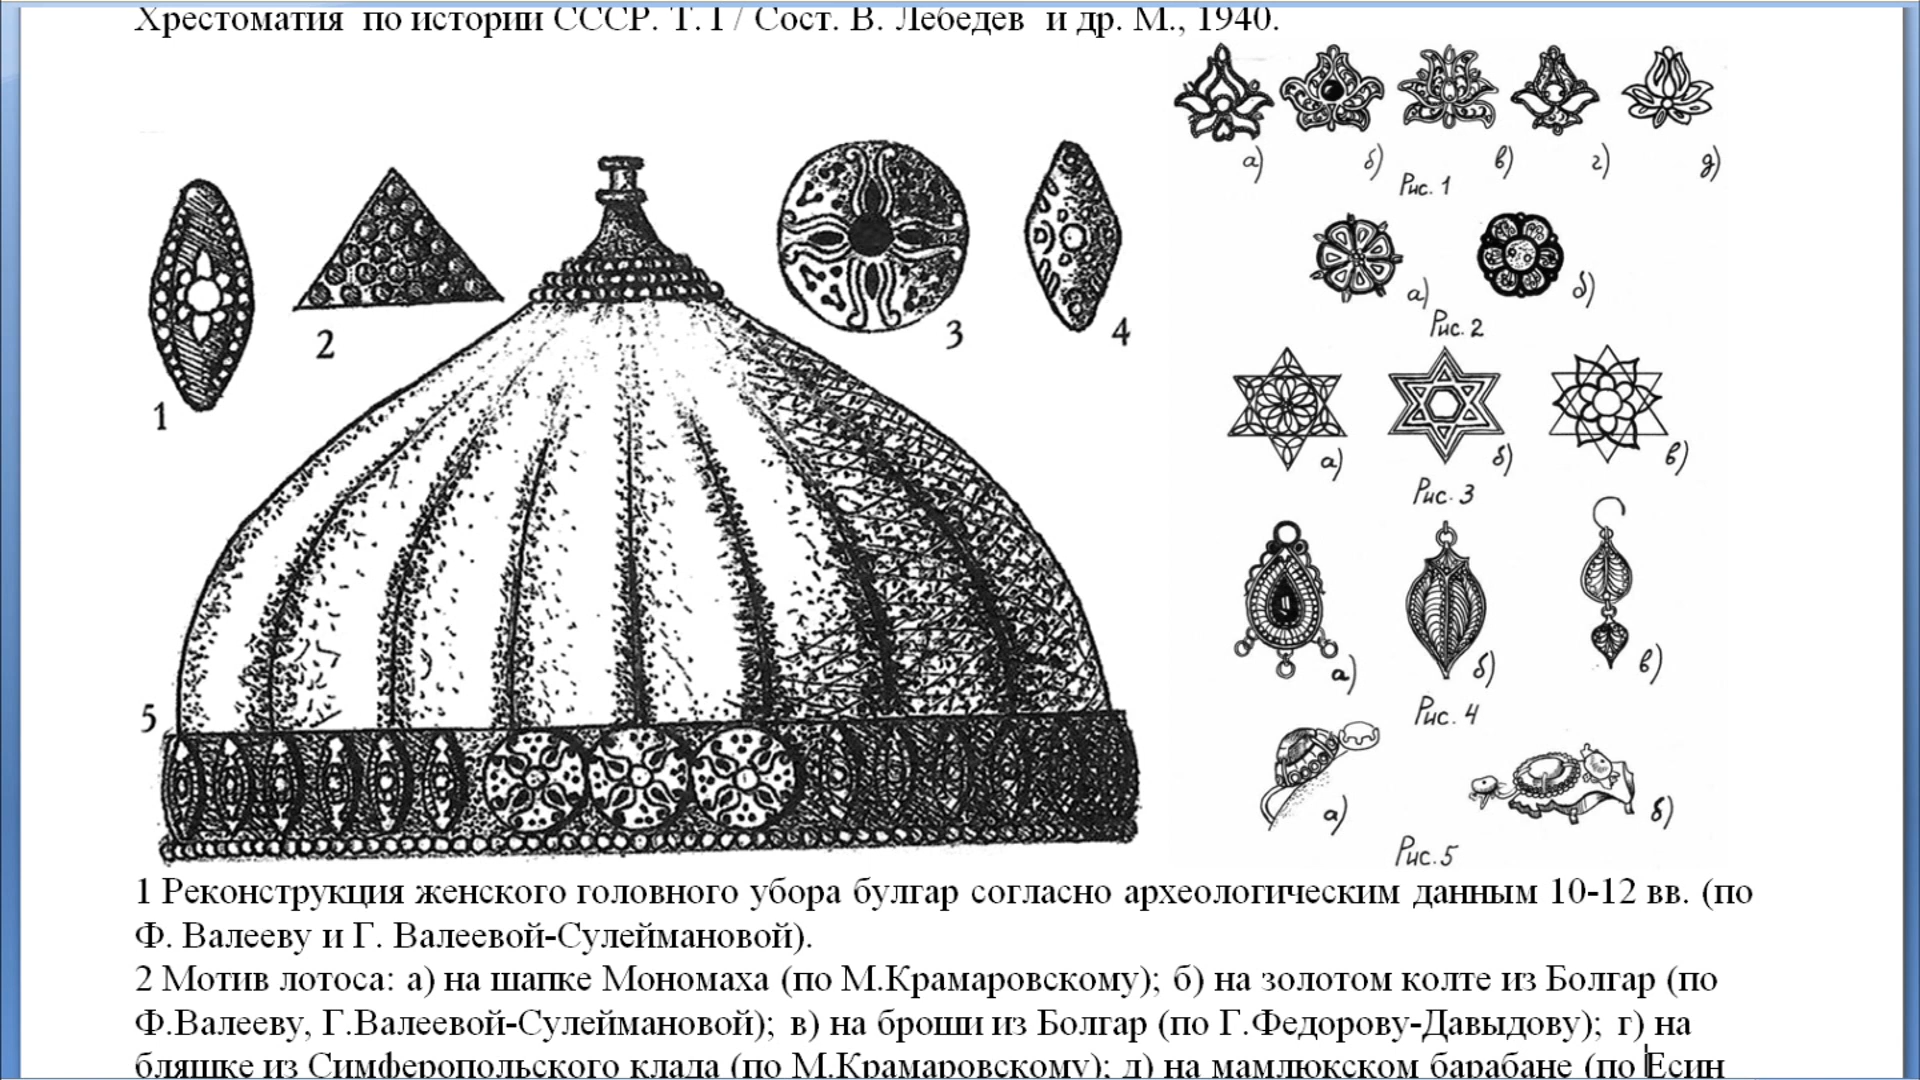 Хрестоматия по истории СССР. Т. I / Сост. В. Лебедев и др. М., 1940.
1
2
3
4
5
а) б) в) г) д)
Рис. 1
а) б)
Рис. 2
а) б) в)
Рис. 3
а) б) в)
Рис. 4
а) б)
Рис. 5
1 Реконструкция женского головного убора булгар согласно археологическим данным 10-12 вв. (по
Ф. Валееву и Г. Валеевой-Сулеймановой).
2 Мотив лотоса: а) на шапке Мономаха (по М.Крамаровскому); б) на золотом колте из Болгар (по
Ф.Валееву, Г.Валеевой-Сулеймановой); в) на броши из Болгар (по Г.Федорову-Давыдову); г) на
бляшке из Симферопольского клада (по М.Крамаровскому); д) на мамлюкском барабане (по Есин